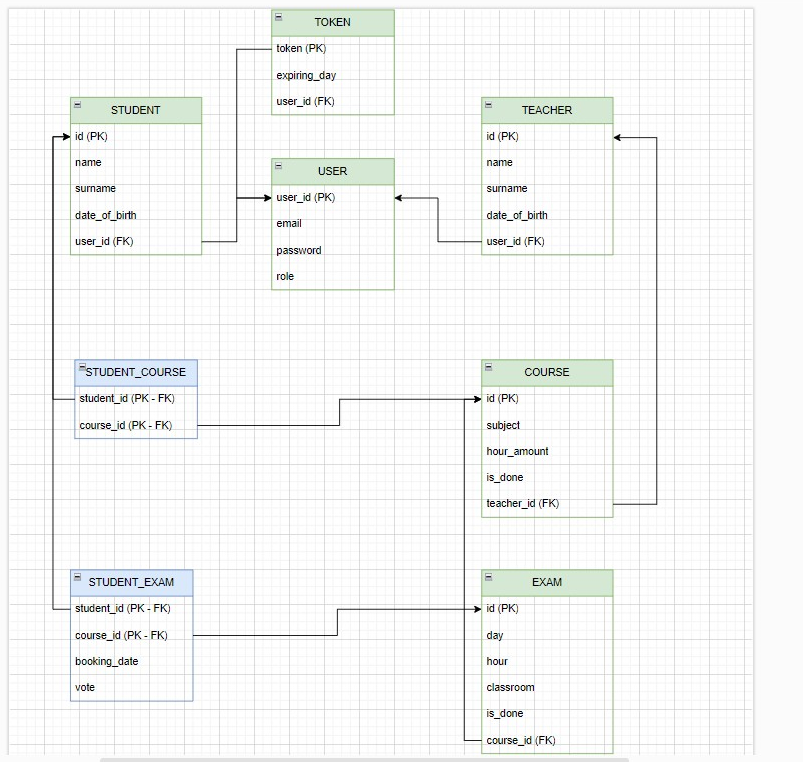 TOKEN
token (PK)
expiring_day
user_id (FK)
STUDENT
id (PK)
name
surname
date_of_birth
user_id (FK)
USER
user_id (PK)
email
password
role
TEACHER
id (PK)
name
surname
date_of_birth
user_id (FK)
STUDENT_COURSE
student_id (PK - FK)
course_id (PK - FK)
COURSE
id (PK)
subject
hour_amount
is_done
teacher_id (FK)
STUDENT_EXAM
student_id (PK - FK)
course_id (PK - FK)
booking_date
vote
EXAM
id (PK)
day
hour
classroom
is_done
course_id (FK)